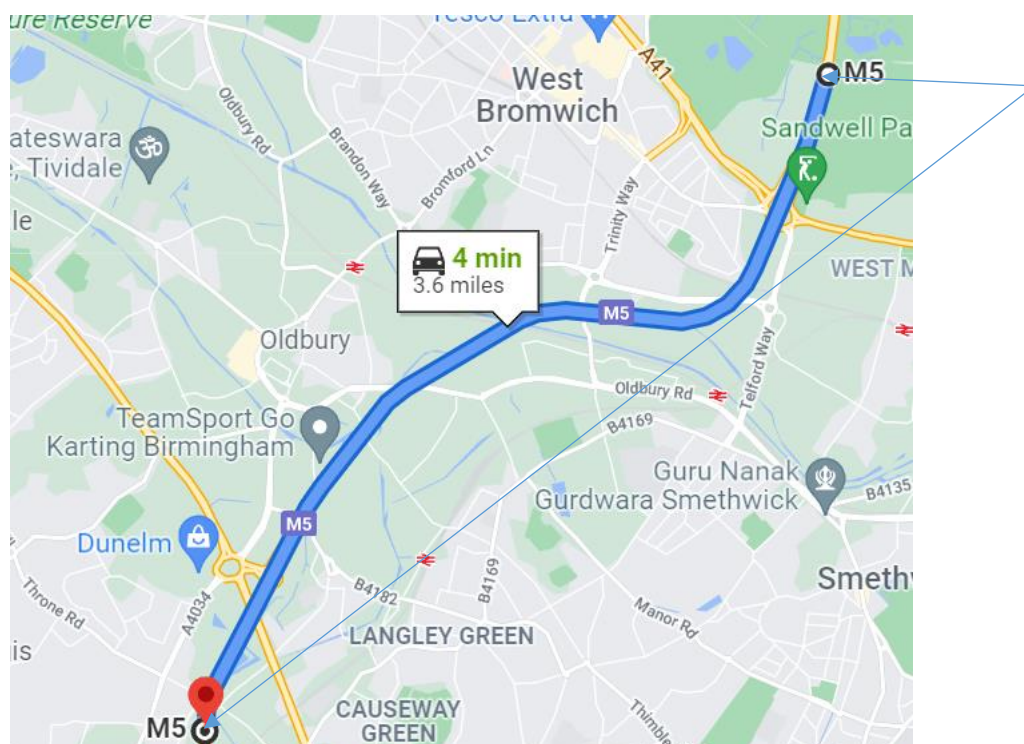 ure Reserve
Tesco Extra
A41
M5
West
Bromwich
Oldbury Rd
Sandwell Pa
ateswara
e, Tividale
Brandon Way
Bromford Ln
Trinity Way
le
4 min
3.6 miles
WEST M
M5
Oldbury
Telford Way
Oldbury Rd
TeamSport Go
Karting Birmingham
B4169
Guru Nanak
Gurdwara Smethwick
B4135
M5
Dunelm
B4169
Smethw
Throne Rd
A4034
B4182
Manor Rd
LANGLEY GREEN
is
CAUSEWAY
GREEN
Thimble
M5